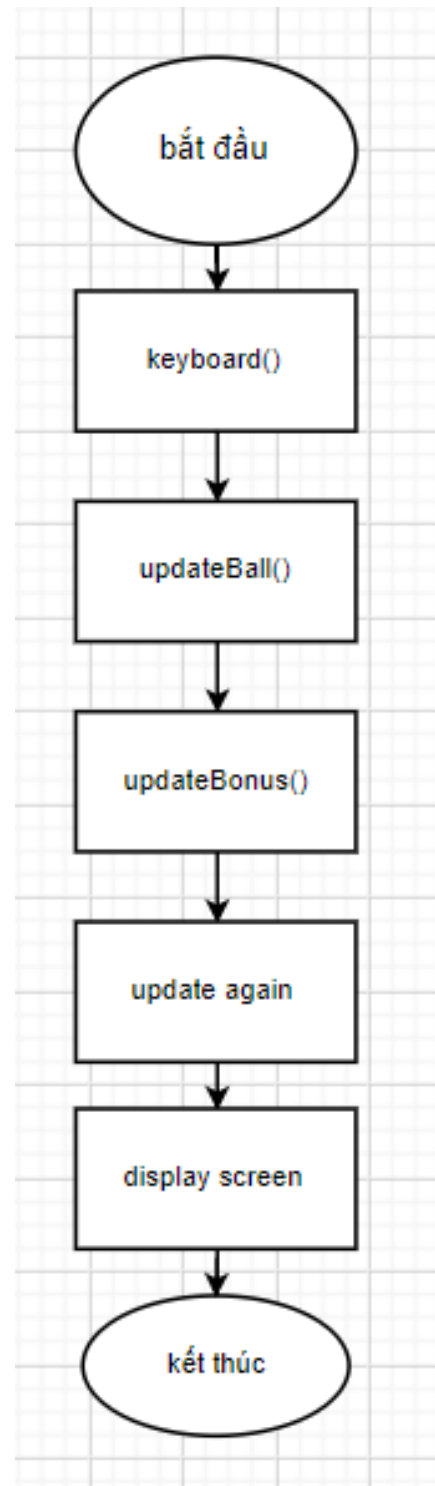 bắt đầu
keyboard()
updateBall()
updateBonus()
update again
display screen
kết thúc